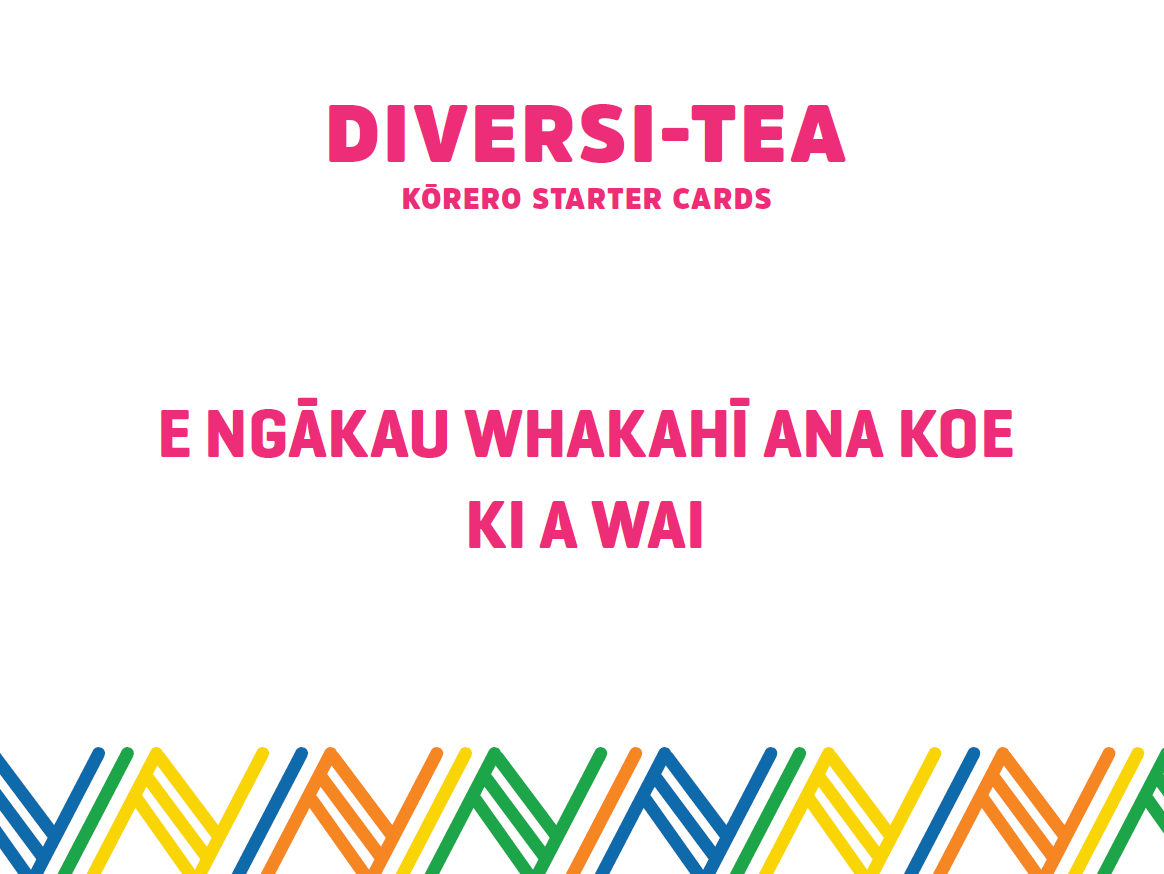 DIVERSI-TEA
KŌRERO STARTER CARDS
E NGĀKAU WHAKAHĪ ANA KOE
KI A WAI